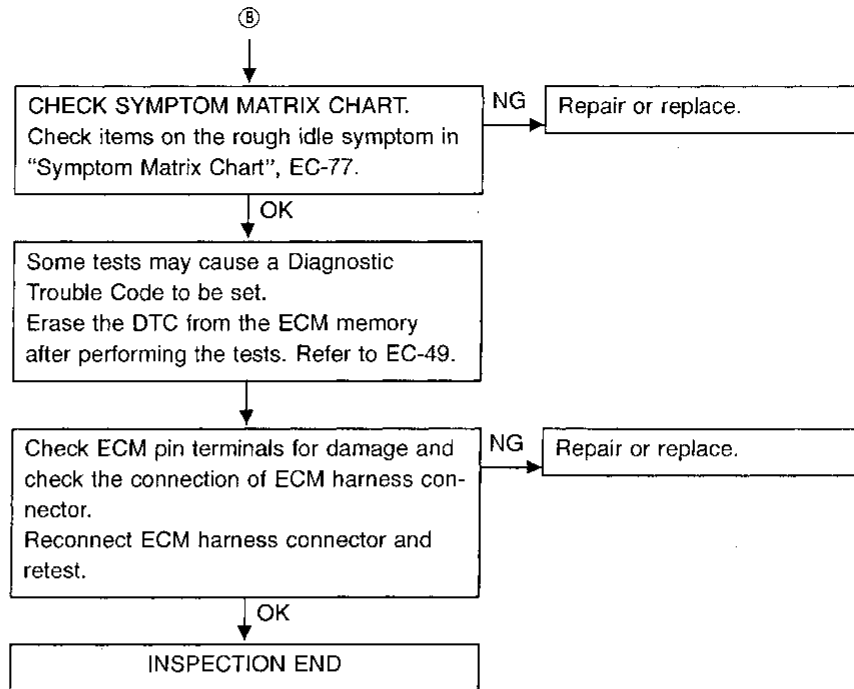 Ⓑ
CHECK SYMPTOM MATRIX CHART.
Check items on the rough idle symptom in
“Symptom Matrix Chart”, EC-77.
NG
Repair or replace.
OK
Some tests may cause a Diagnostic
Trouble Code to be set.
Erase the DTC from the ECM memory
after performing the tests. Refer to EC-49.
Check ECM pin terminals for damage and
check the connection of ECM harness con-
nector.
Reconnect ECM harness connector and
retest.
NG
Repair or replace.
OK
INSPECTION END